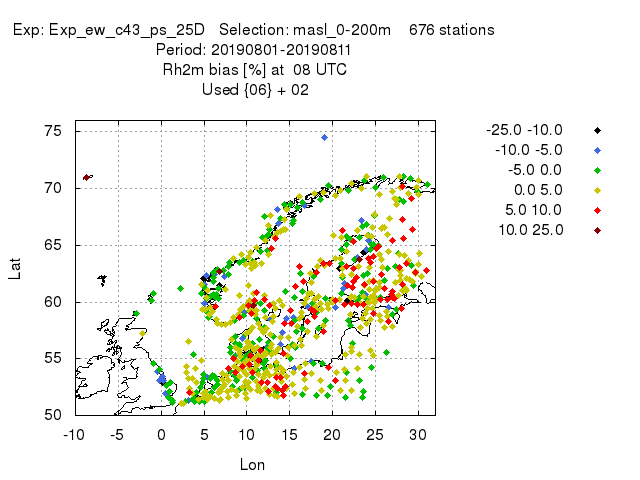 Exp: Exp_ew_c43_ps_25D   Selection: masl_0-200m    676 stations
Period: 20190801-20190811
Rh2m bias [%] at  08 UTC
Used {06} + 02
-25.0 -10.0
-10.0 -5.0
-5.0 0.0
0.0 5.0
5.0 10.0
10.0 25.0
75
70
65
60
55
50
Lat
-10 -5 0 5 10 15 20 25 30
Lon